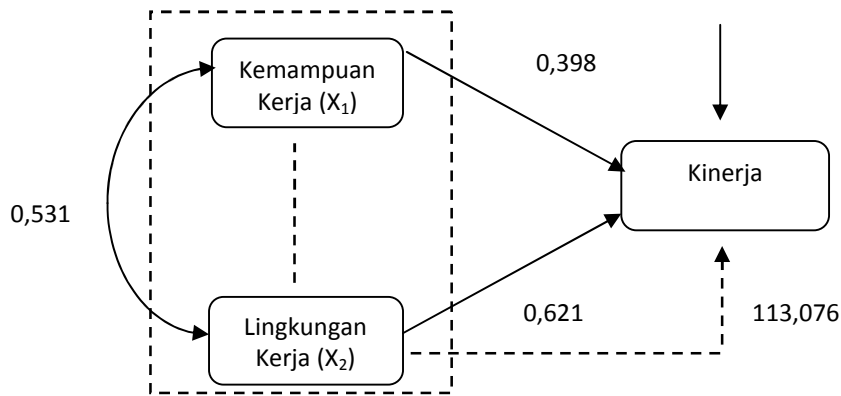 Kemampuan
Kerja (X₁)
0,398
Kinerja
0,531
Lingkungan
Kerja (X₂)
0,621
113,076